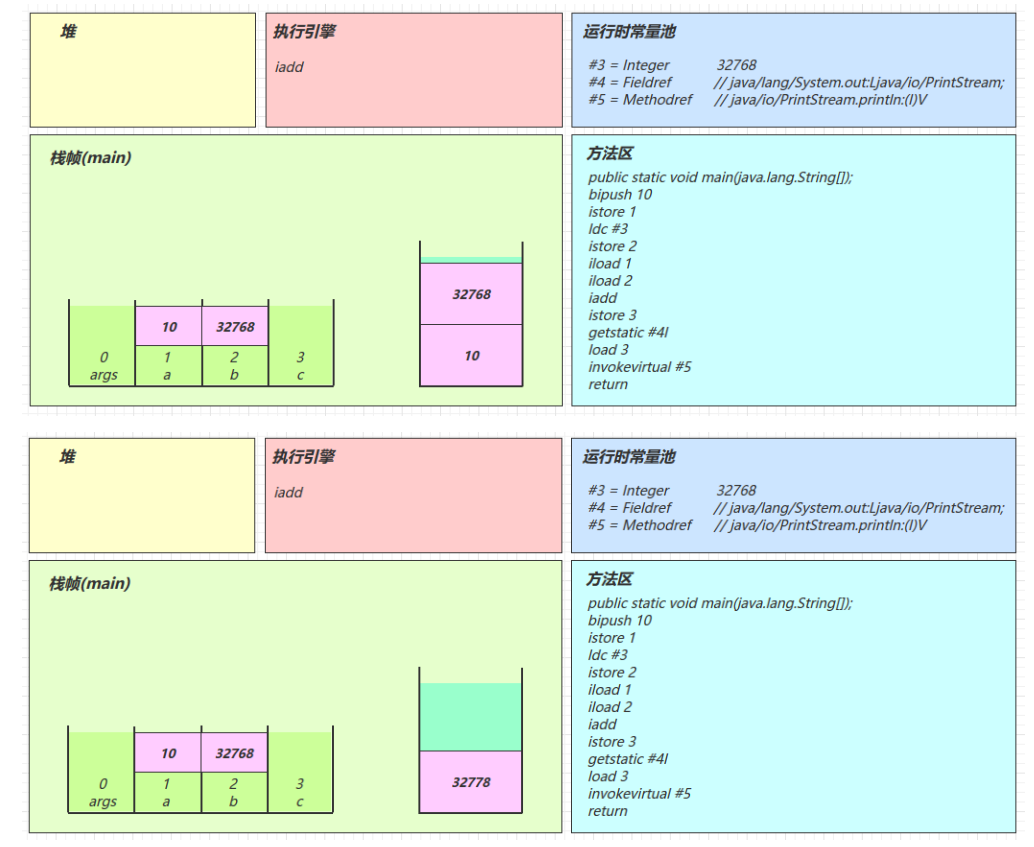 堆
执行引擎
iadd
运行时常量池
#3 = Integer 32768
#4 = Fieldref // java/lang/System.out:Ljava/io/PrintStream;
#5 = Methodref // java/io/PrintStream.println:(I)V
栈帧(main)
32768
10
10 32768
0 1 2 3
args a b c
方法区
public static void main(java.lang.String[]);
bipush 10
istore 1
ldc #3
istore 2
iload 1
iload 2
iadd
istore 3
getstatic #4I
load 3
invokevirtual #5
return
堆
执行引擎
iadd
运行时常量池
#3 = Integer 32768
#4 = Fieldref // java/lang/System.out:Ljava/io/PrintStream;
#5 = Methodref // java/io/PrintStream.println:(I)V
栈帧(main)
10 32768
32778
0 1 2 3
args a b c
方法区
public static void main(java.lang.String[]);
bipush 10
istore 1
ldc #3
istore 2
iload 1
iload 2
iadd
istore 3
getstatic #4I
load 3
invokevirtual #5
return